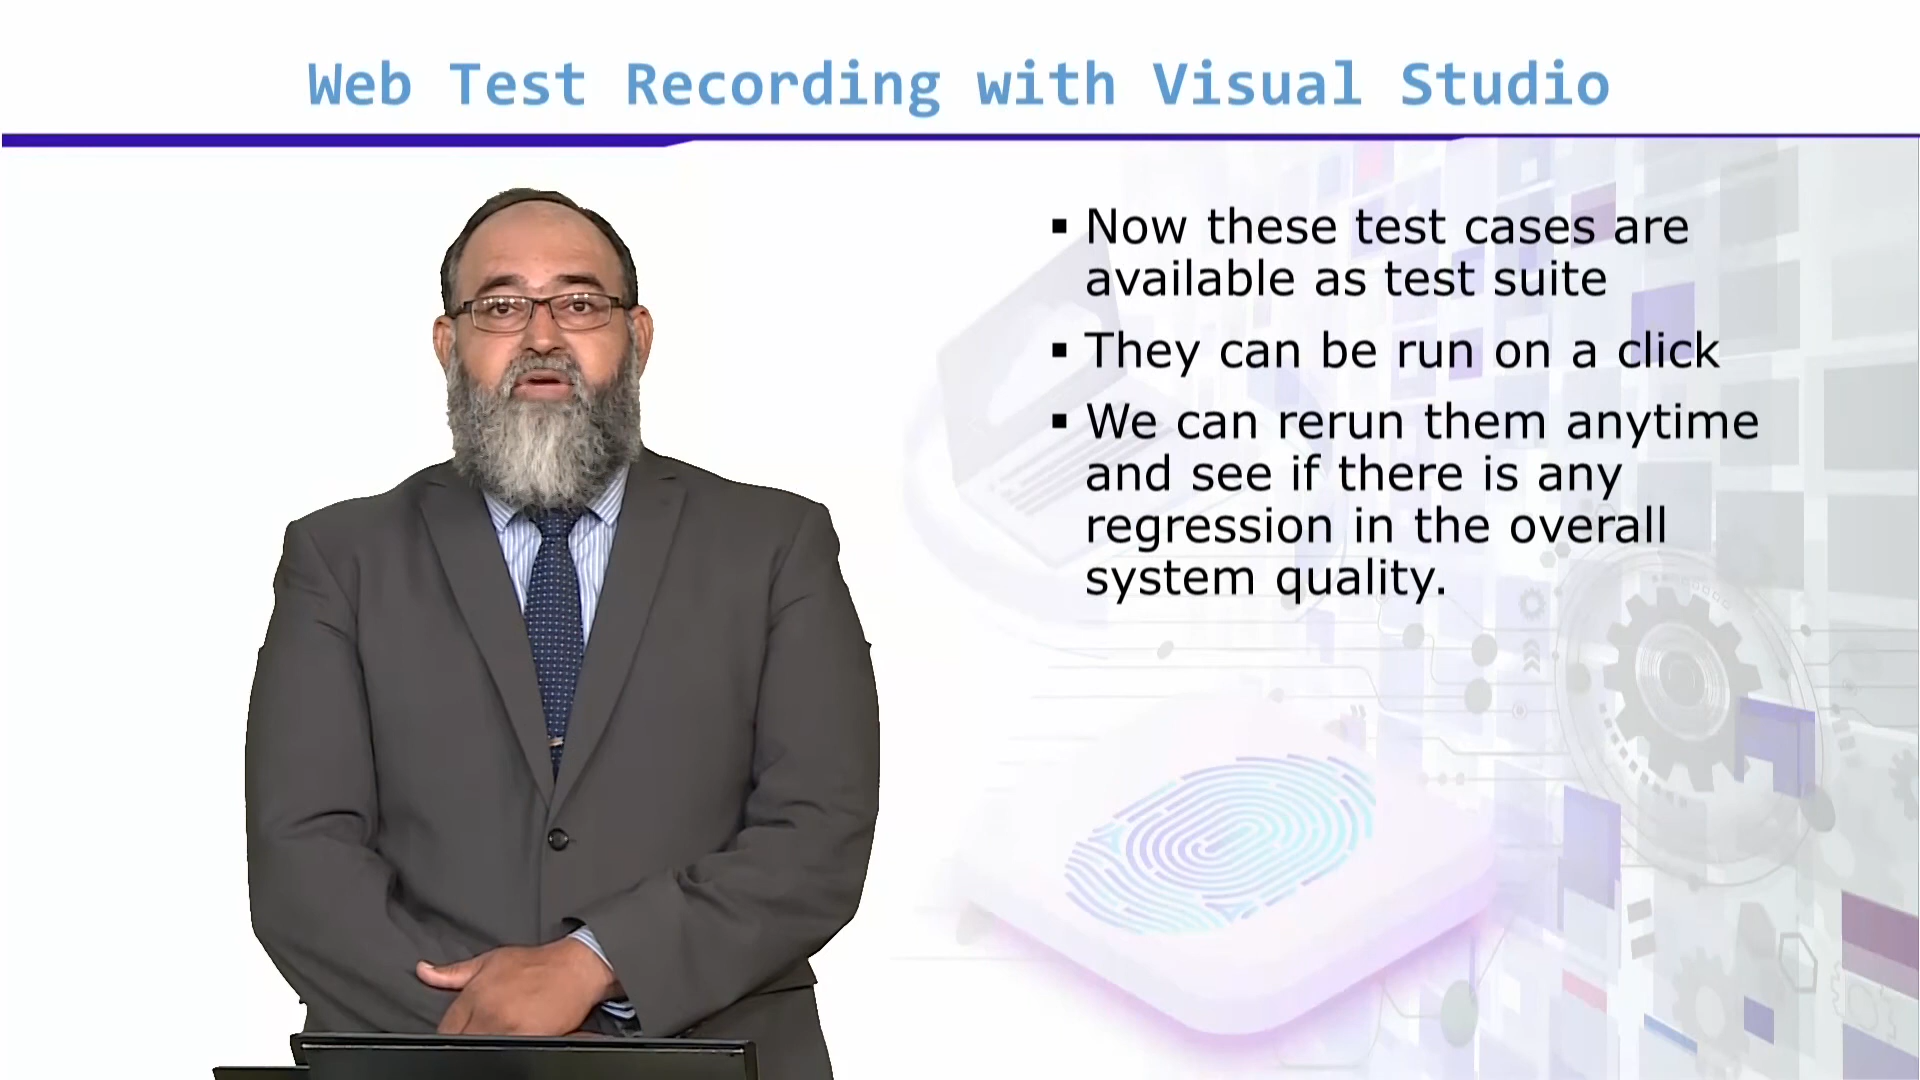 Web Test Recording with Visual Studio
▪ Now these test cases are
available as test suite
▪ They can be run on a click
▪ We can rerun them anytime
and see if there is any
regression in the overall
system quality.